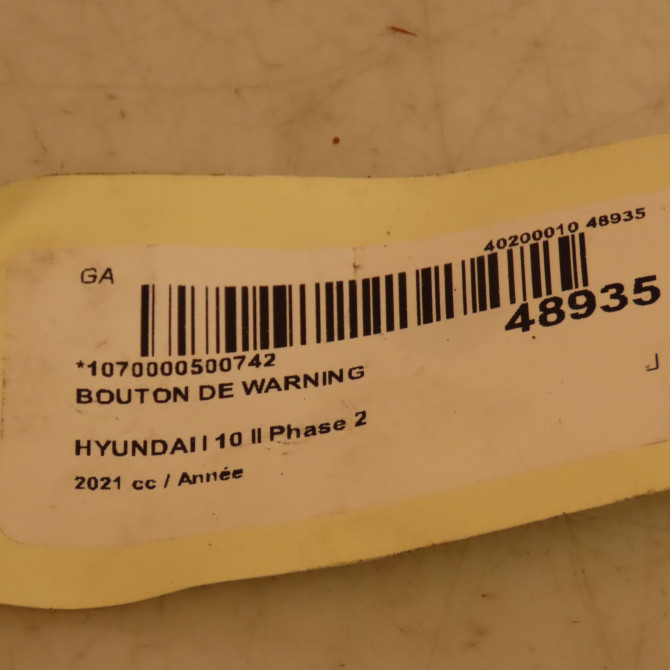 40200010 48935
GA
48935
*1070000500742
BOUTON DE WARNING
HYUNDAI I 10 II Phase 2
2021 cc / Année